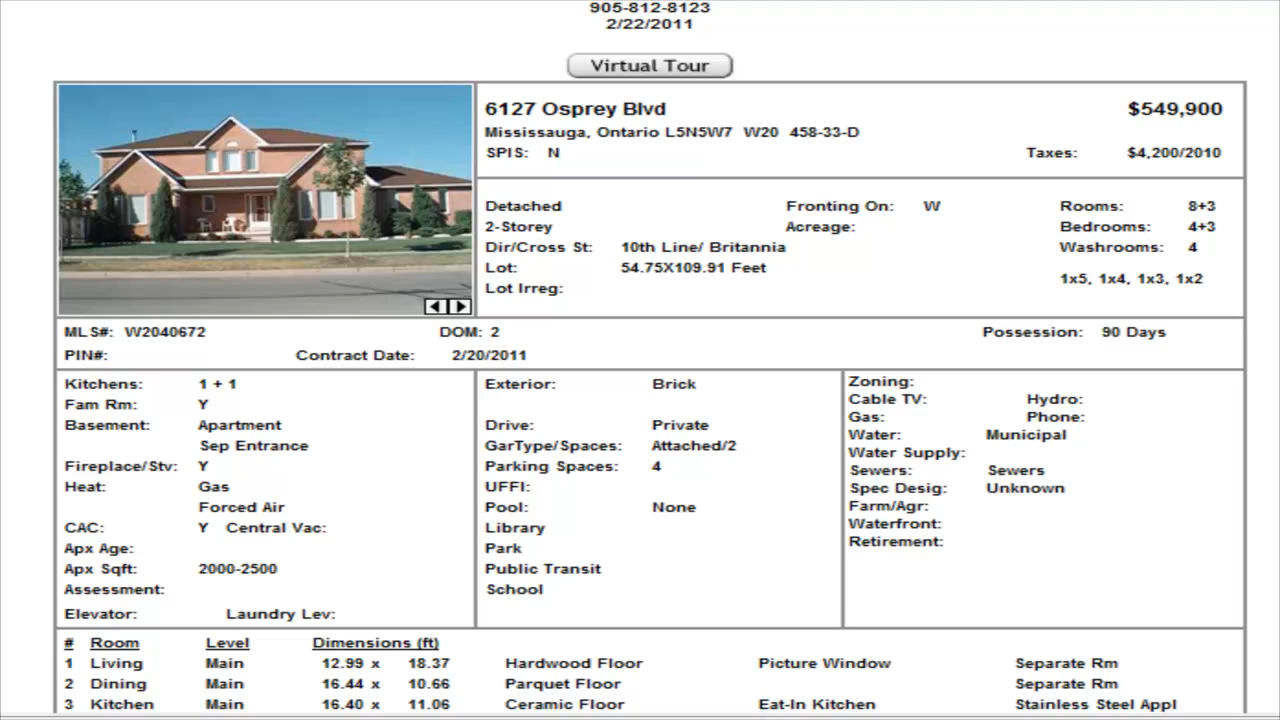 905-812-8123
2/22/2011
Virtual Tour
6127 Osprey Blvd $549,900
Mississauga, Ontario L5N5W7 W20 458-33-D
SPIS: N Taxes: $4,200/2010
Detached Fronting On: W Rooms: 8+3
2-Storey Acreage: Bedrooms: 4+3
Dir/Cross St: 10th Line/ Britannia Washrooms: 4
Lot: 54.75X109.91 Feet
1x5, 1x4, 1x3, 1x2
Lot Irreg:
MLS#: W2040672 DOM: 2 Possession: 90 Days
PIN#: Contract Date: 2/20/2011
Kitchens: 1 + 1
Fam Rm: Y
Basement: Apartment
Sep Entrance
Fireplace/Stv: Y
Heat: Gas
Forced Air
CAC: Y Central Vac:
Apx Age:
Apx Sqft: 2000-2500
Assessment:
Elevator: Laundry Lev:
Exterior: Brick
Drive: Private
GarType/Spaces: Attached/2
Parking Spaces: 4
UFFI:
Pool: None
Library
Park
Public Transit
School
Zoning:
Cable TV: Hydro:
Gas: Phone:
Water: Municipal
Water Supply:
Sewers: Sewers
Spec Desig: Unknown
Farm/Agr:
Waterfront:
Retirement:
# Room Level Dimensions (ft)
1 Living Main 12.99 x 18.37 Hardwood Floor Picture Window Separate Rm
2 Dining Main 16.44 x 10.66 Parquet Floor Separate Rm
3 Kitchen Main 16.40 x 11.06 Ceramic Floor Eat-In Kitchen Stainless Steel Appl